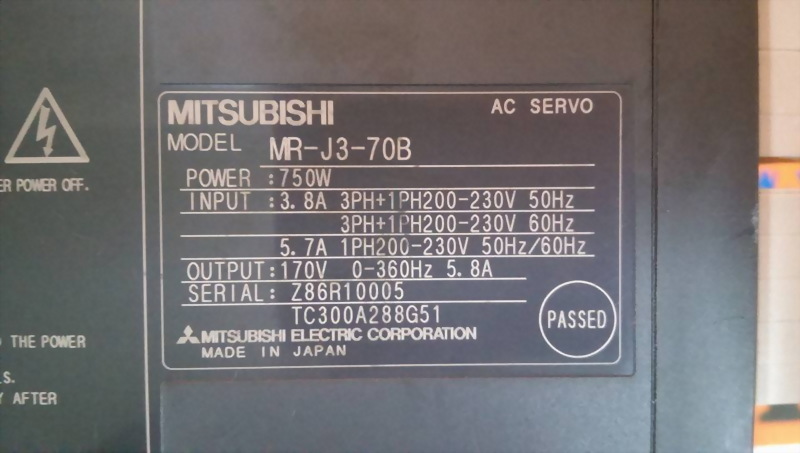 MITSUBISHI AC SERVO
MODEL MR-J3-70B
POWER :750W
INPUT :3.8A 3PH+1PH200-230V 50Hz
3PH+1PH200-230V 60Hz
5.7A 1PH200-230V 50Hz/60Hz
OUTPUT:170V 0-360Hz 5.8A
SERIAL: Z86R10005
TC300A288G51
PASSED
MITSUBISHI ELECTRIC CORPORATION
MADE IN JAPAN
POWER OFF.
THE POWER
AFTER